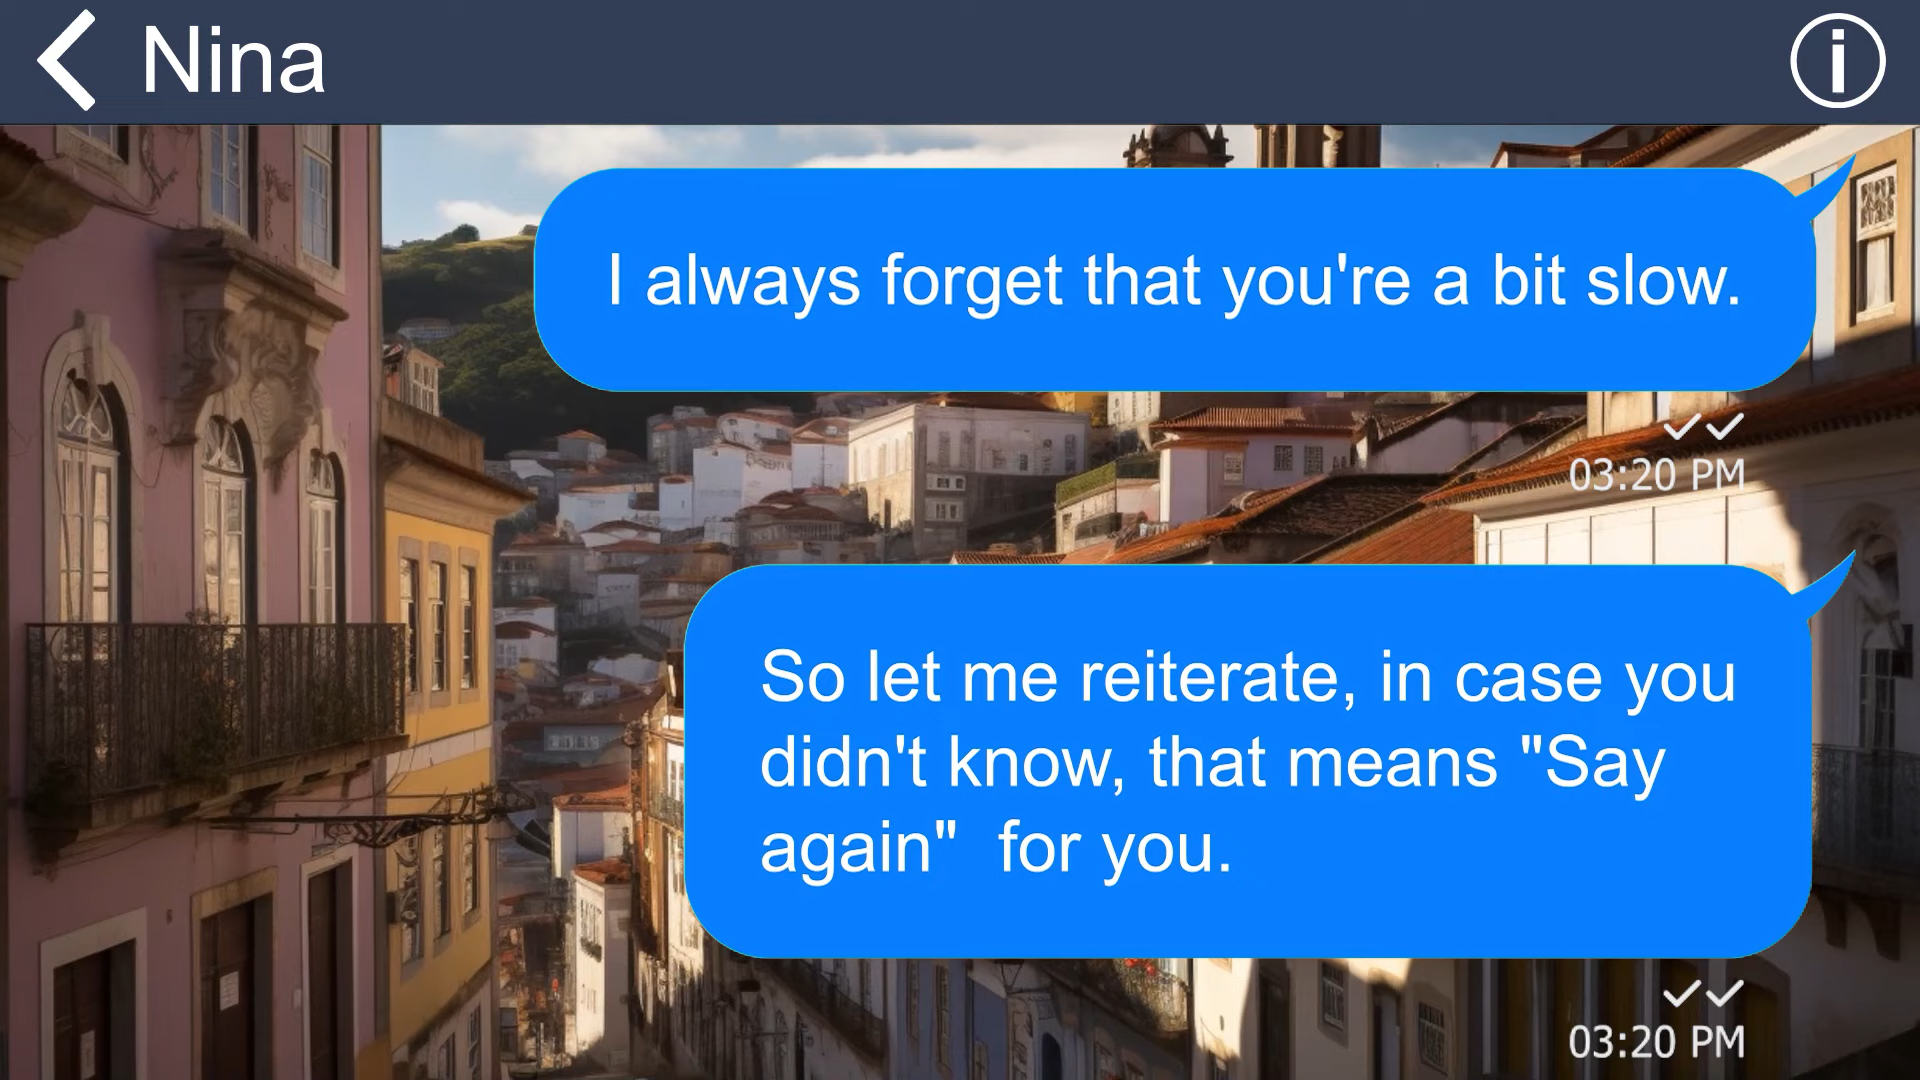 Nina
I always forget that you're a bit slow.
03:20 PM
So let me reiterate, in case you
didn't know, that means "Say
again"  for you.
03:20 PM